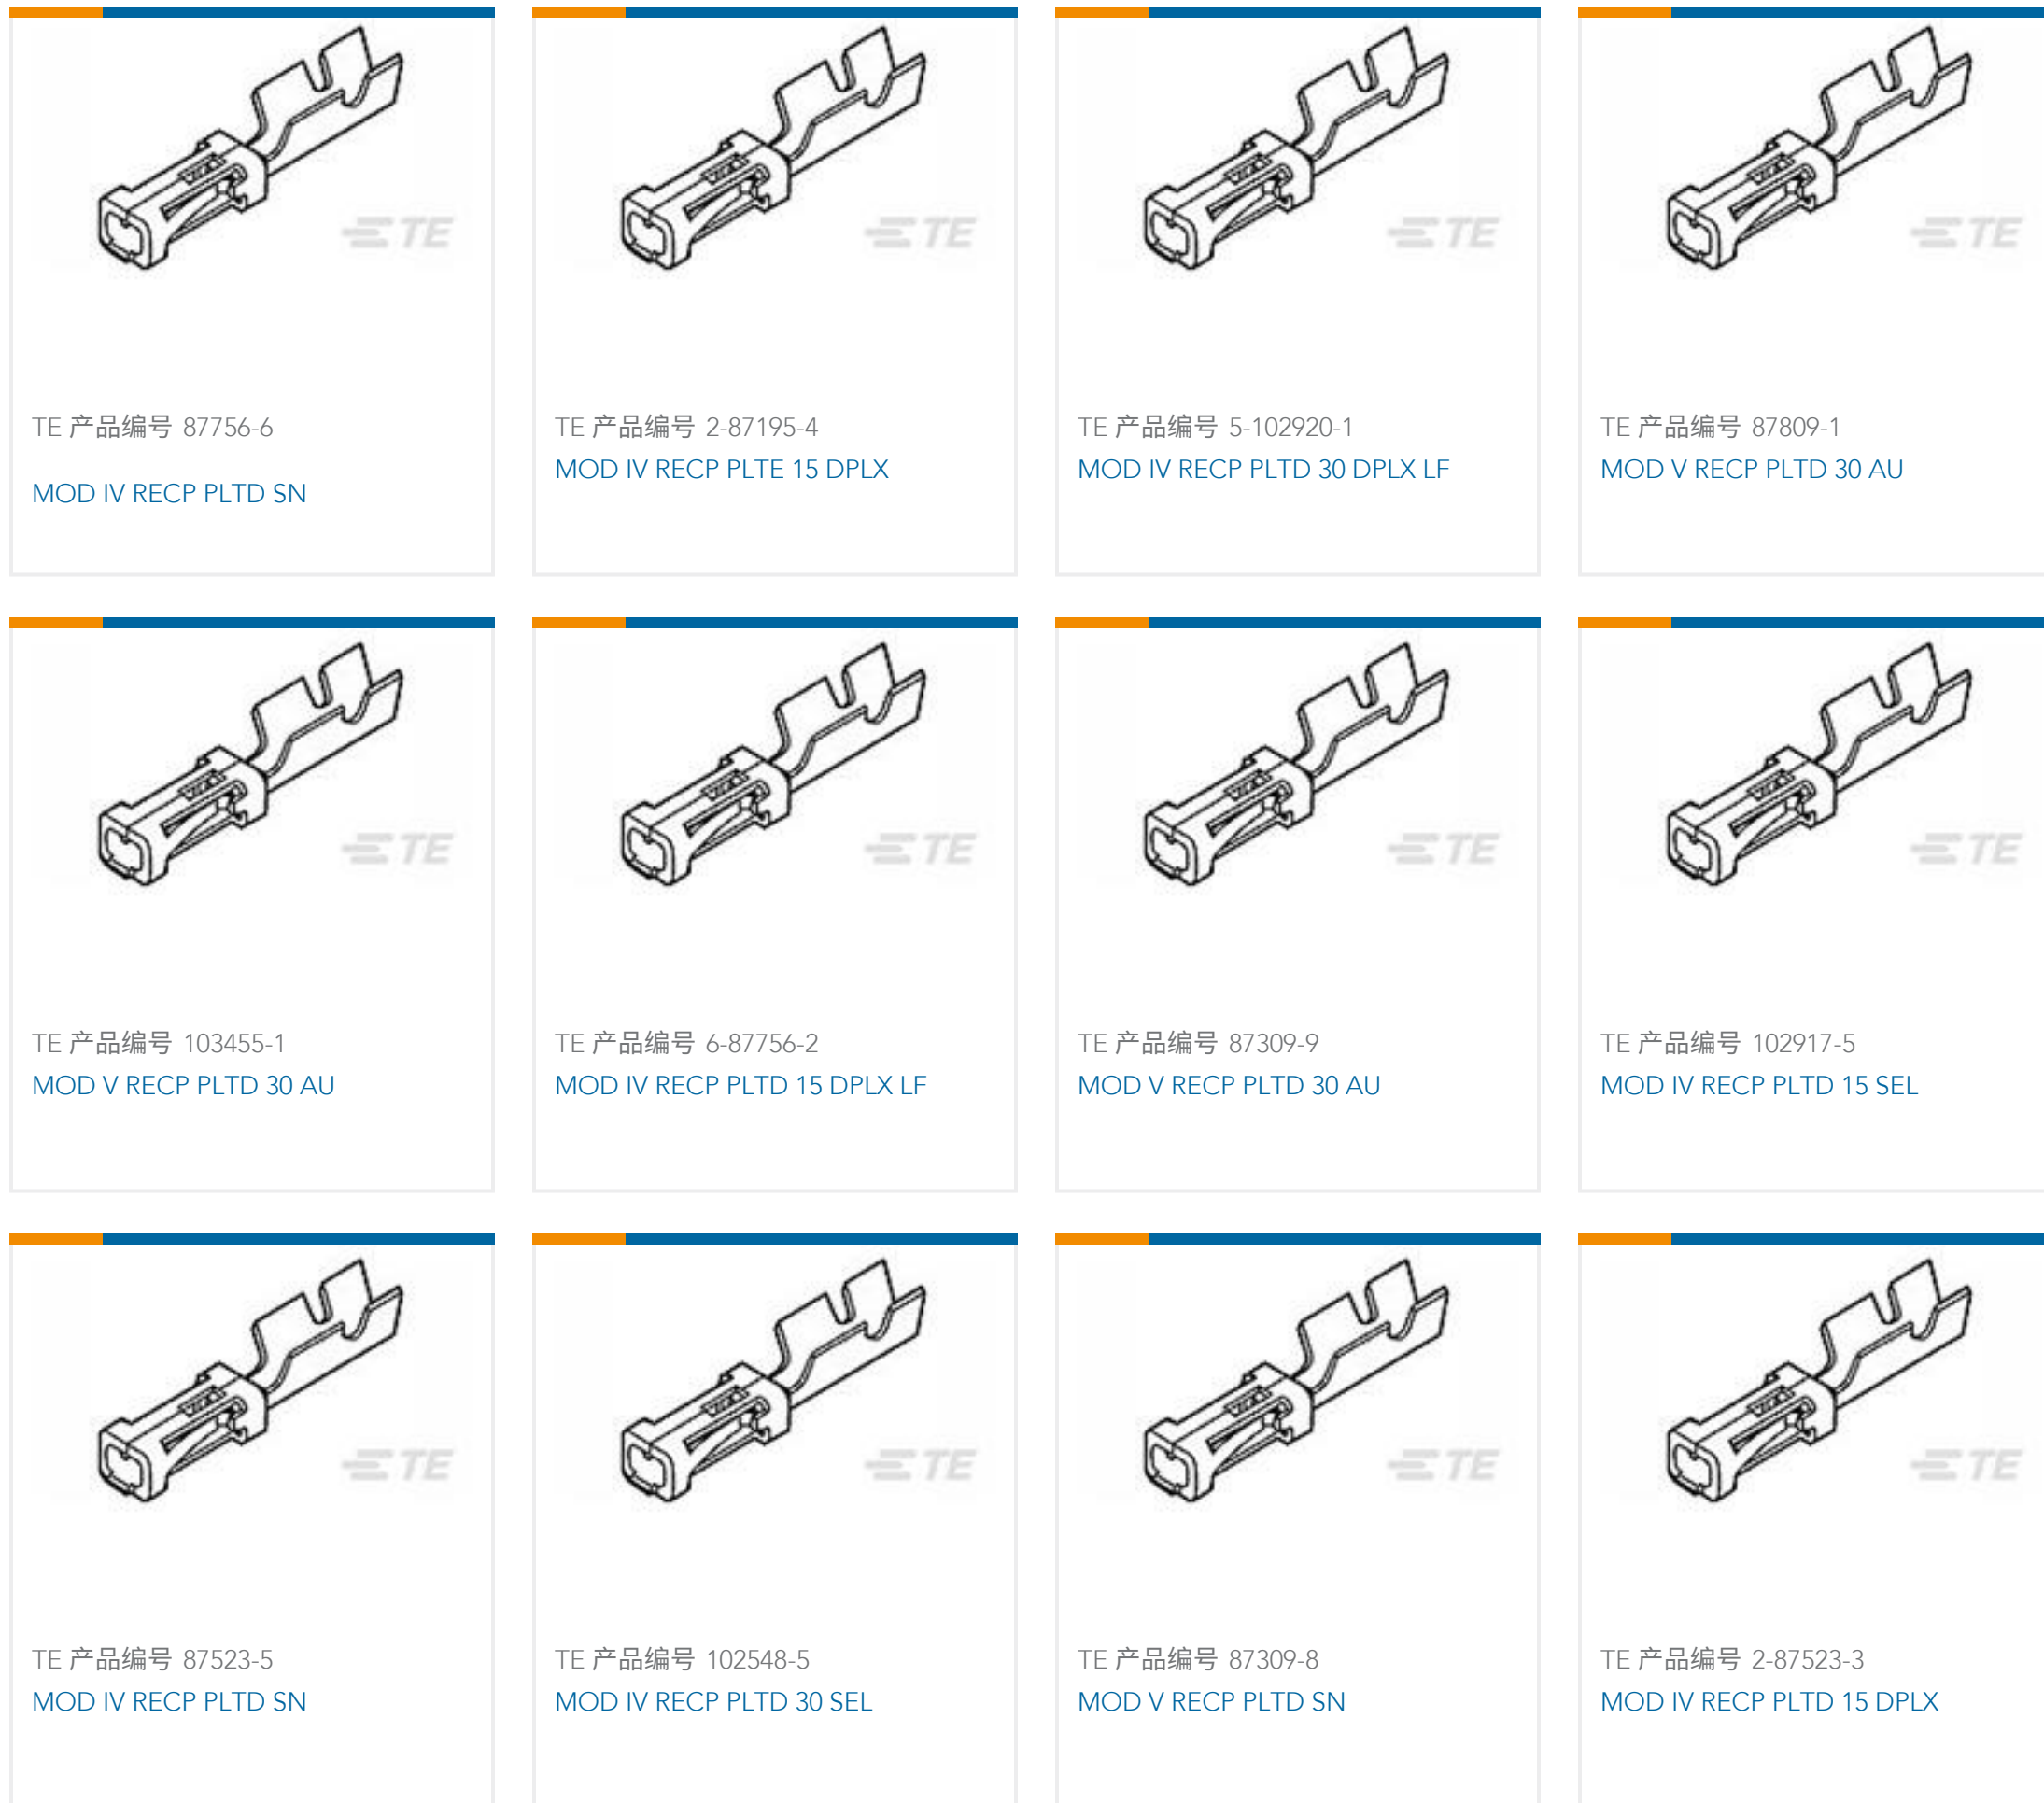 TE
TE 产品编号 87756-6
MOD IV RECP PLTD SN
TE
TE 产品编号 2-87195-4
MOD IV RECP PLTE 15 DPLX
TE
TE 产品编号 5-102920-1
MOD IV RECP PLTD 30 DPLX LF
TE
TE 产品编号 87809-1
MOD V RECP PLTD 30 AU
TE
TE 产品编号 103455-1
MOD V RECP PLTD 30 AU
TE
TE 产品编号 6-87756-2
MOD IV RECP PLTD 15 DPLX LF
TE
TE 产品编号 87309-9
MOD V RECP PLTD 30 AU
TE
TE 产品编号 102917-5
MOD IV RECP PLTD 15 SEL
TE
TE 产品编号 87523-5
MOD IV RECP PLTD SN
TE
TE 产品编号 102548-5
MOD IV RECP PLTD 30 SEL
TE
TE 产品编号 87309-8
MOD V RECP PLTD SN
TE
TE 产品编号 2-87523-3
MOD IV RECP PLTD 15 DPLX